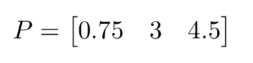 P = [0.75 3 4.5]